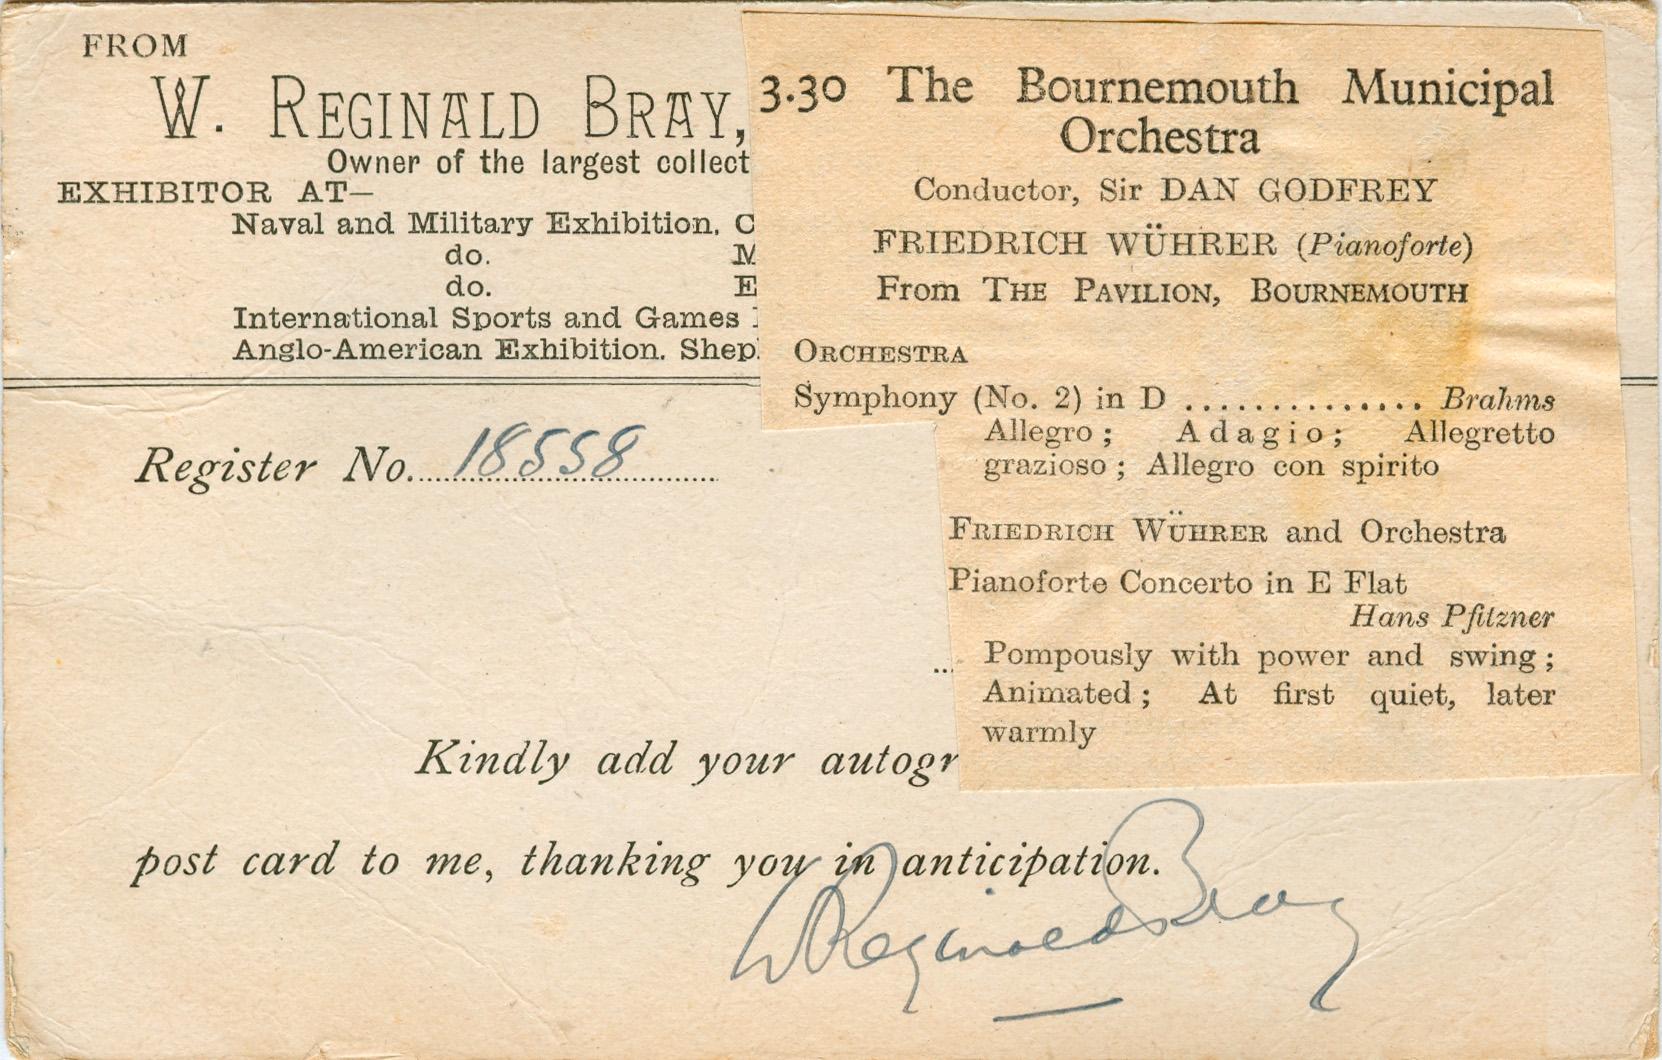 FROM
W. REGINALD BRAY,
Owner of the largest collect
EXHIBITOR AT—
Naval and Military Exhibition. C
do. M
do. E
International Sports and Games
Anglo-American Exhibition. Shep
Register No. 18558
Kindly add your autogr
post card to me, thanking you in anticipation.
W Reginald Bray
3.30 The Bournemouth Municipal
Orchestra
Conductor, Sir DAN GODFREY
FRIEDRICH WÜHRER (Pianoforte)
From THE PAVILION, BOURNEMOUTH
ORCHESTRA
Symphony (No. 2) in D .............. Brahms
Allegro ; Adagio ; Allegretto
grazioso ; Allegro con spirito
FRIEDRICH WÜHRER and Orchestra
Pianoforte Concerto in E Flat
Hans Pfitzner
Pompously with power and swing ;
Animated ; At first quiet, later
warmly